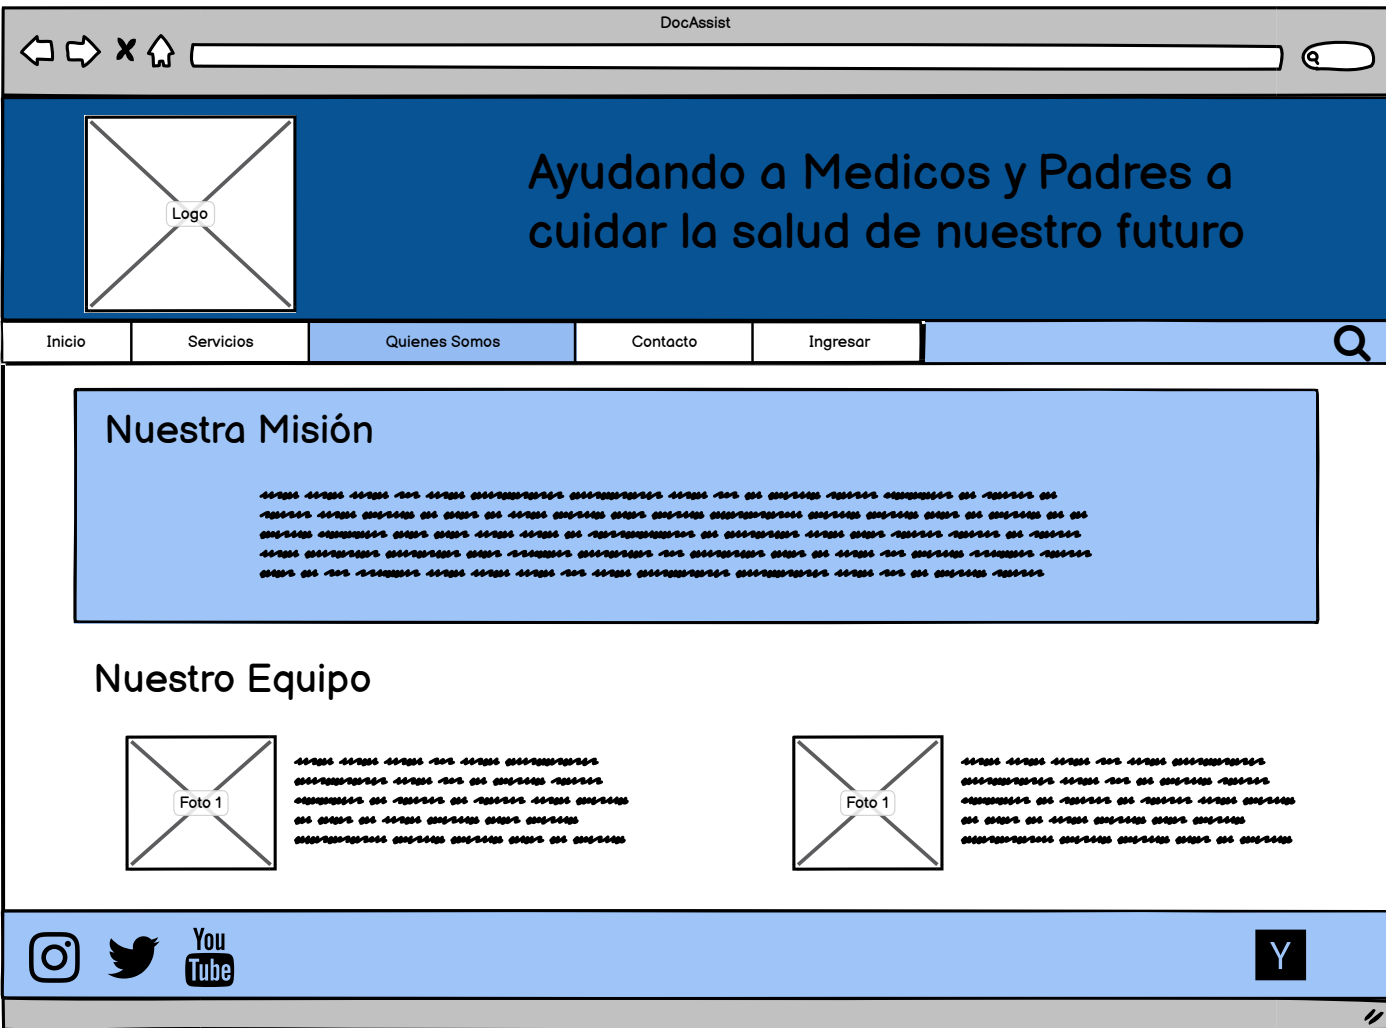 DocAssist
Logo
Ayudando a Medicos y Padres a
cuidar la salud de nuestro futuro
Inicio
Servicios
Quienes Somos
Contacto
Ingresar
Nuestra Misión
Nuestro Equipo
Foto 1
Foto 1
You
Tube
Y